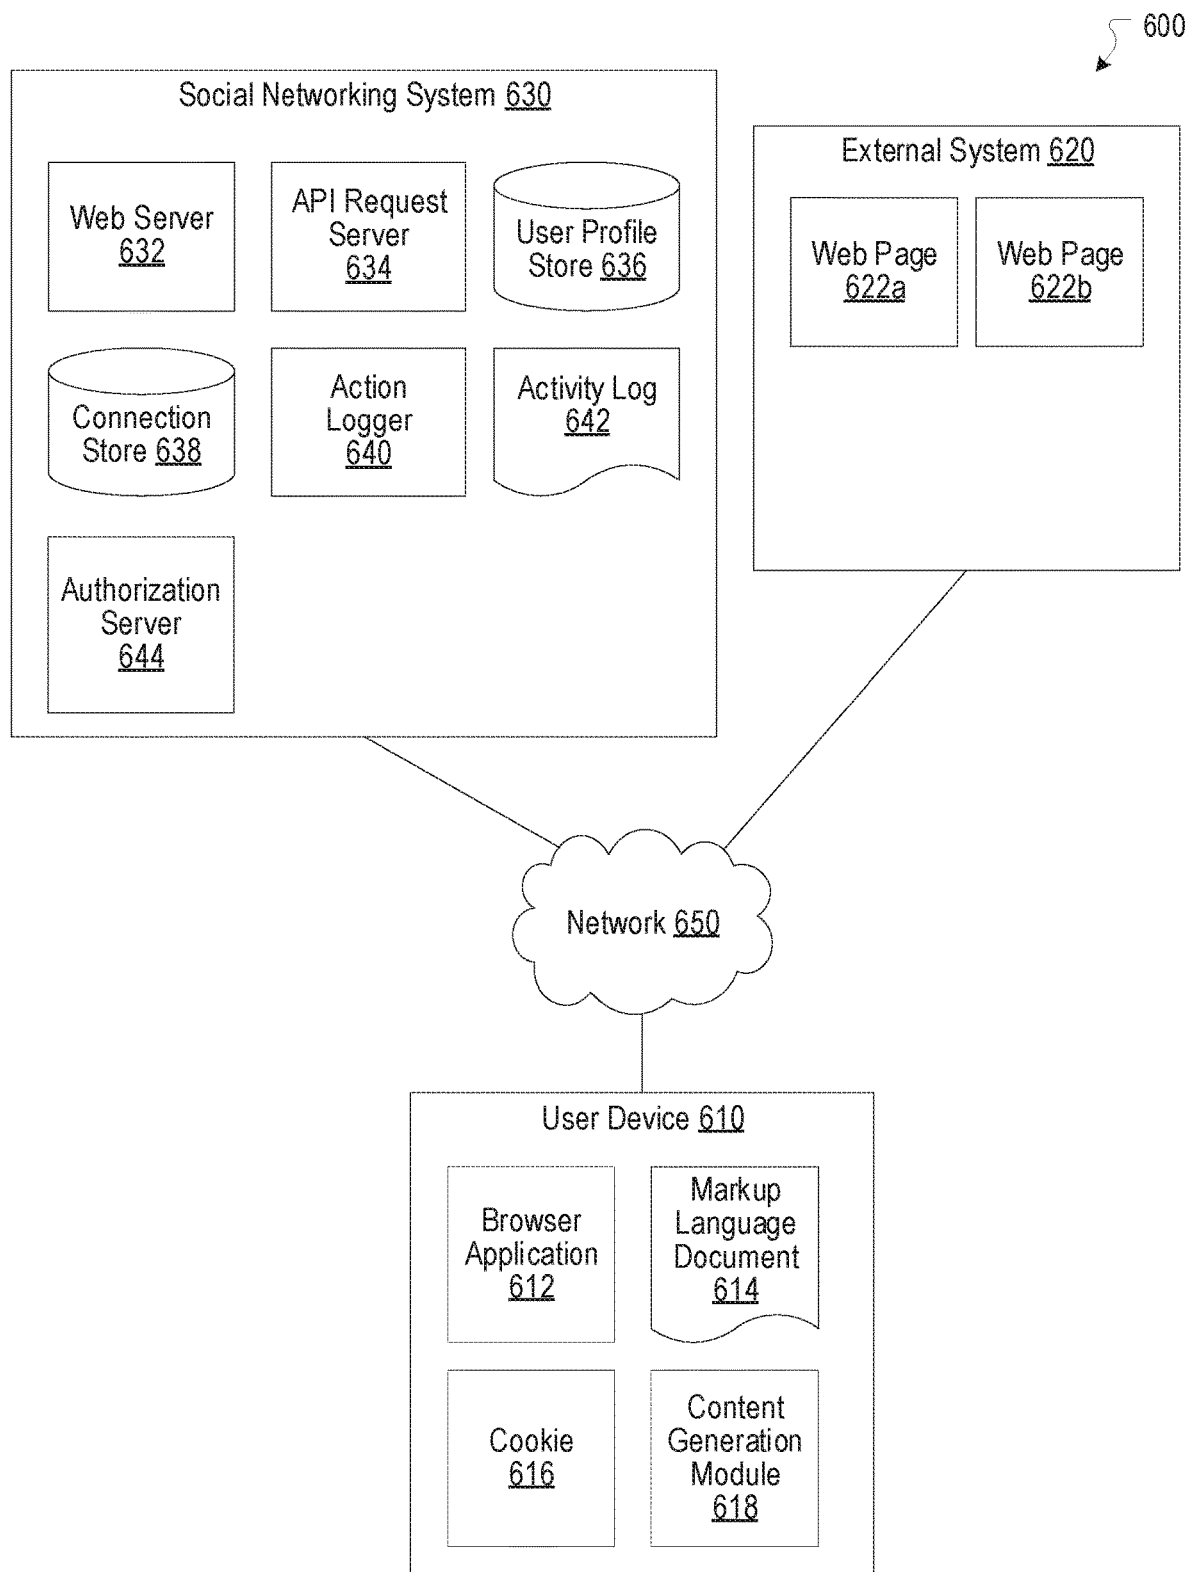 600
Social Networking System 630
Web Server
632
API Request
Server
634
User Profile
Store 636
Connection
Store 638
Action
Logger
640
Activity Log
642
Authorization
Server
644
External System 620
Web Page
622a
Web Page
622b
Network 650
User Device 610
Browser
Application
612
Markup
Language
Document
614
Cookie
616
Content
Generation
Module
618